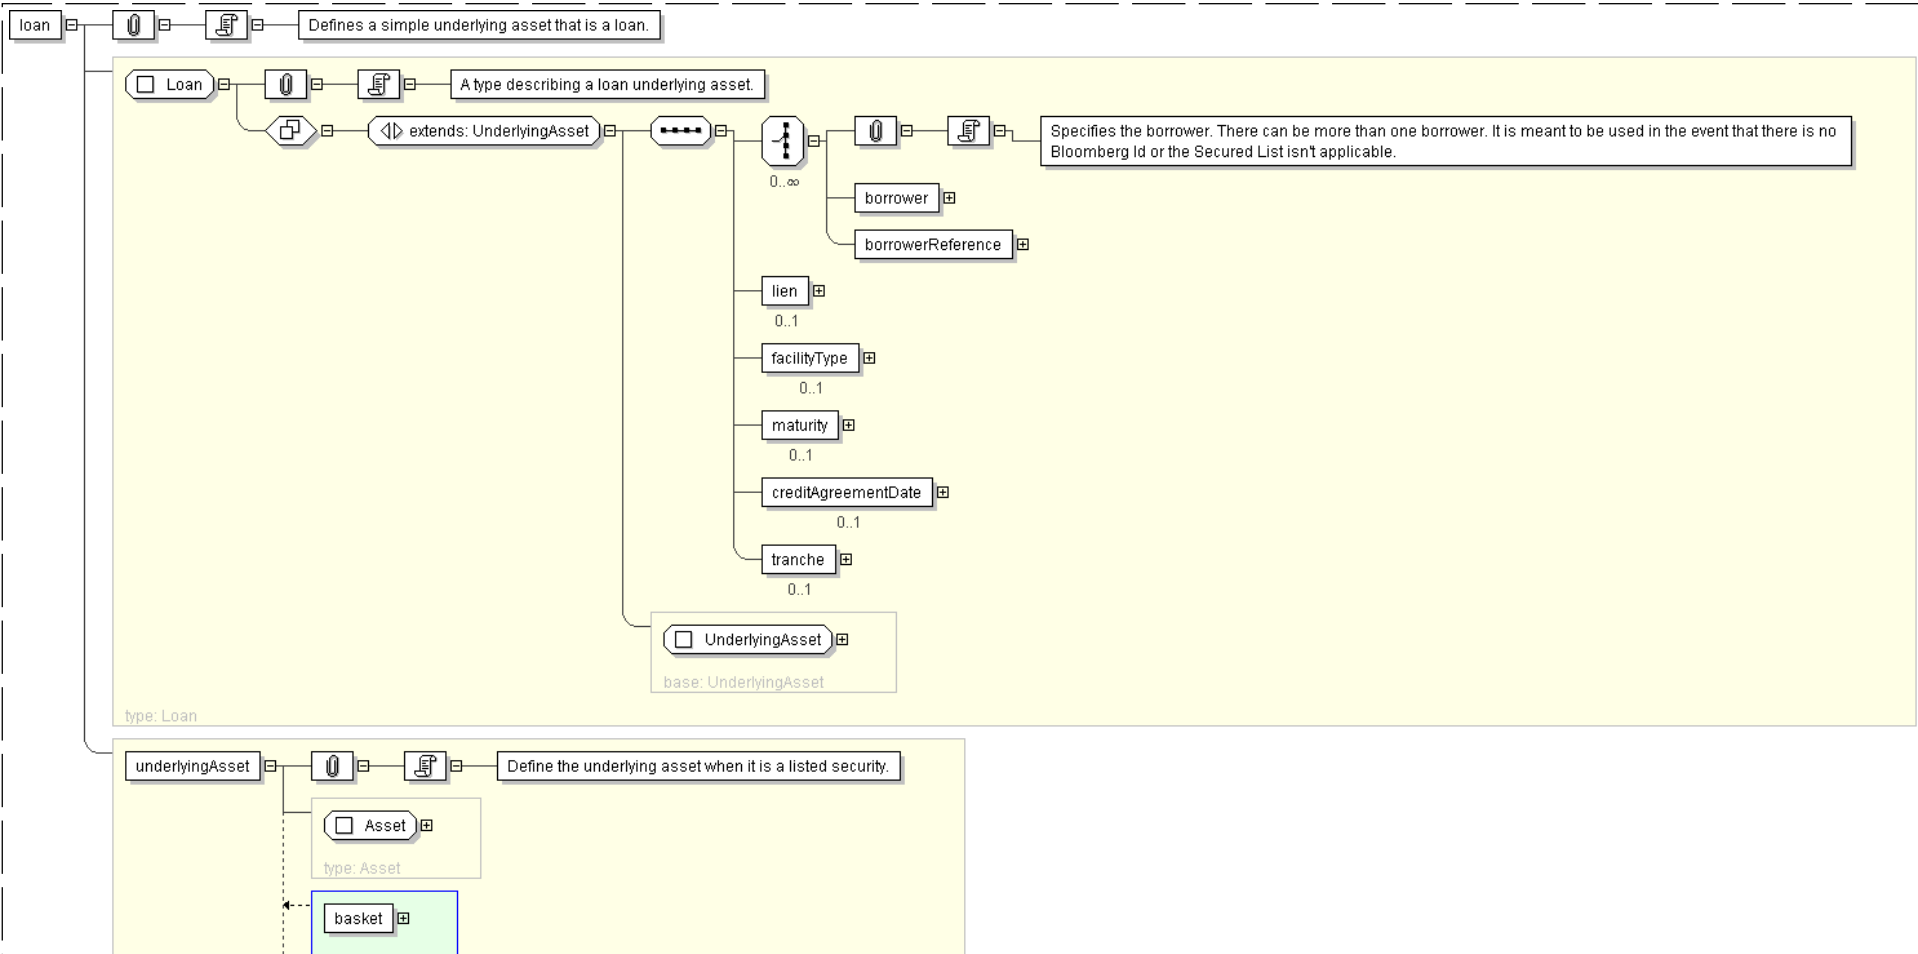 loan
Defines a simple underlying asset that is a loan.
Loan
A type describing a loan underlying asset.
extends: UnderlyingAsset
0..∞
Specifies the borrower. There can be more than one borrower. It is meant to be used in the event that there is no
Bloomberg Id or the Secured List isn't applicable.
borrower
borrowerReference
lien
0..1
facilityType
0..1
maturity
0..1
creditAgreementDate
0..1
tranche
0..1
UnderlyingAsset
base: UnderlyingAsset
type: Loan
underlyingAsset
Define the underlying asset when it is a listed security.
Asset
type: Asset
basket